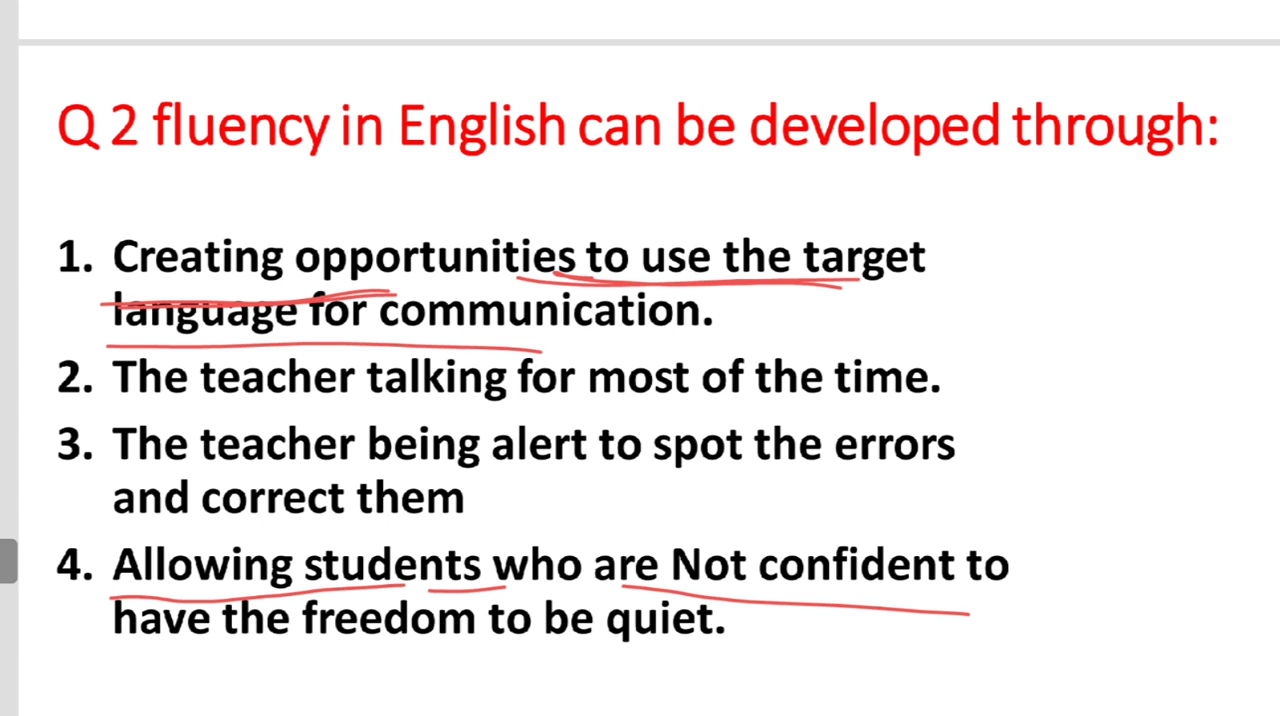 Q 2 fluency in English can be developed through:
1. Creating opportunities to use the target
language for communication.
2. The teacher talking for most of the time.
3. The teacher being alert to spot the errors
and correct them
4. Allowing students who are Not confident to
have the freedom to be quiet.